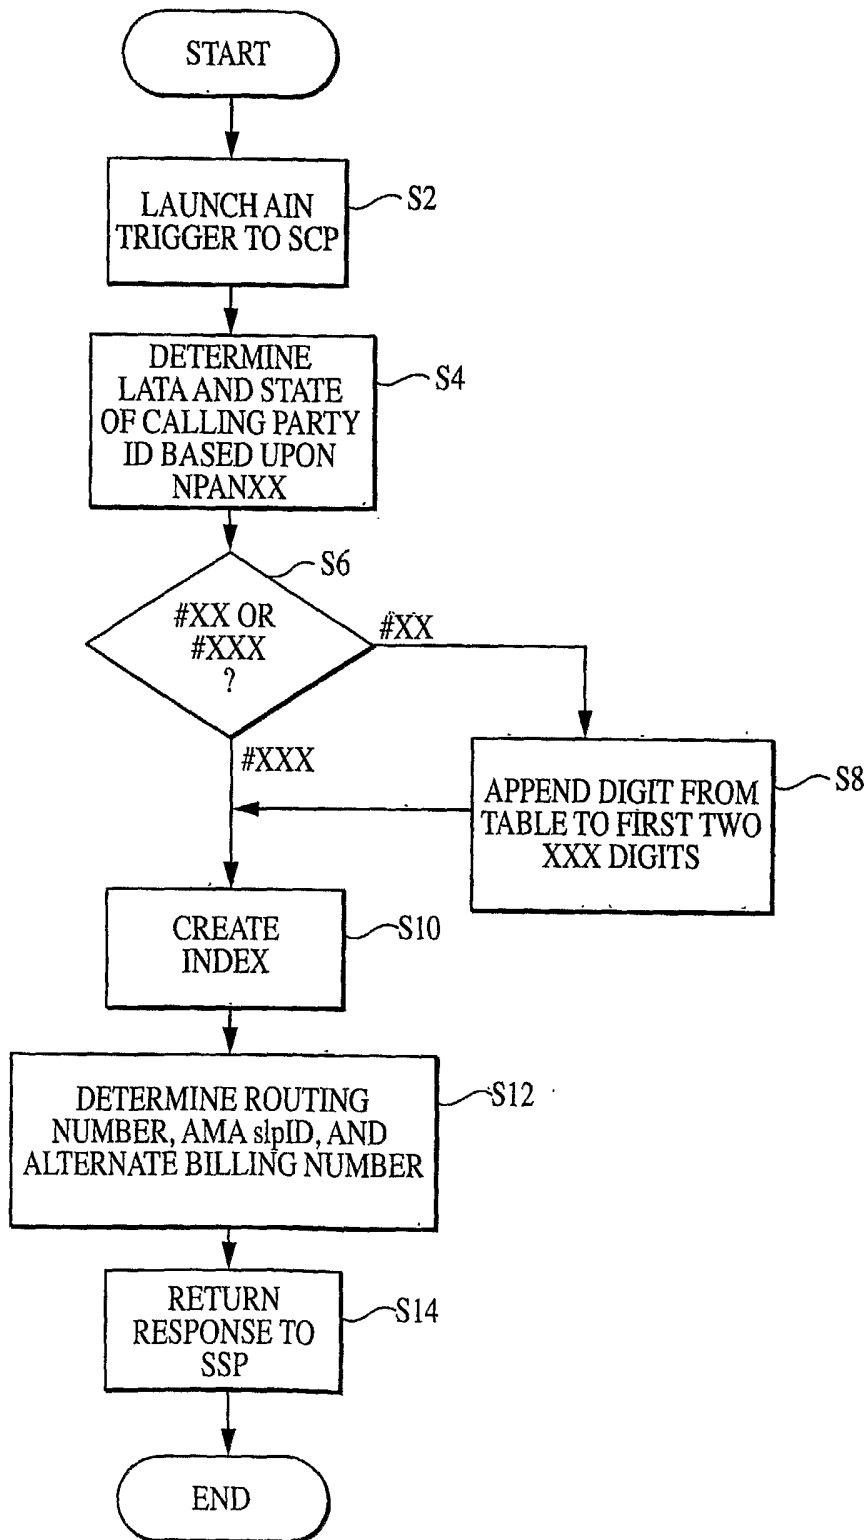 START
LAUNCH AIN
TRIGGER TO SCP
S2
DETERMINE
LATA AND STATE
OF CALLING PARTY
ID BASED UPON
NPANXX
S4
S6
#XX OR
#XXX
?
#XX
#XXX
APPEND DIGIT FROM
TABLE TO FIRST TWO
XXX DIGITS
S8
CREATE
INDEX
S10
DETERMINE ROUTING
NUMBER, AMA slpID, AND
ALTERNATE BILLING NUMBER
S12
RETURN
RESPONSE TO
SSP
S14
END